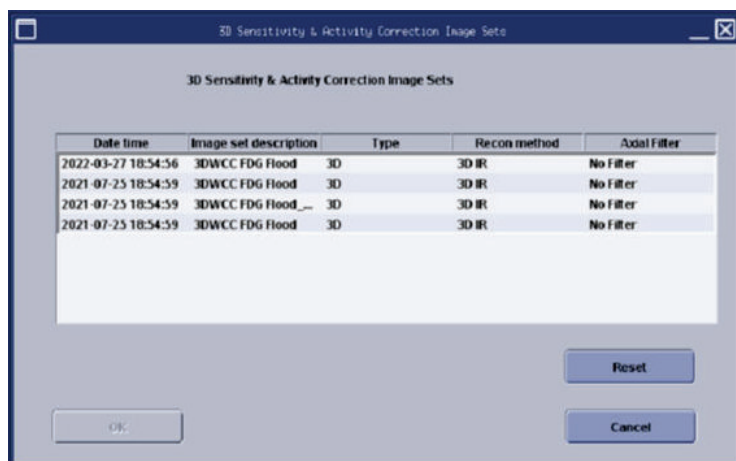 3D Sensitivity & Activity Correction Image Sets
3D Sensitivity & Activity Correction Image Sets
Date time Image set description Type Recon method Axial Filter
2022-03-27 18:54:56 3DWCC FDG Flood 3D 3D IR No Filter
2021-07-25 18:54:59 3DWCC FDG Flood 3D 3D IR No Filter
2021-07-25 18:54:59 3DWCC FDG Flood_... 3D 3D IR No Filter
2021-07-25 18:54:59 3DWCC FDG Flood 3D 3D IR No Filter
Reset
OK Cancel